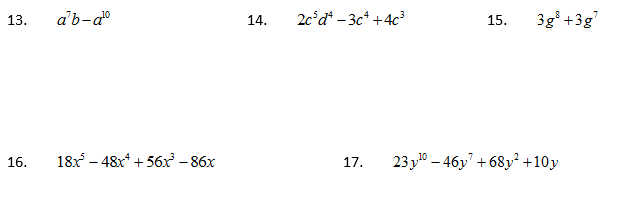 13. a⁷b – a¹⁰ 14. 2c⁵d⁴ – 3c⁴ + 4c³ 15. 3g⁸ + 3g⁷
16. 18x⁵ – 48x⁴ + 56x³ – 86x 17. 23y¹⁰ – 46y⁷ + 68y² + 10y